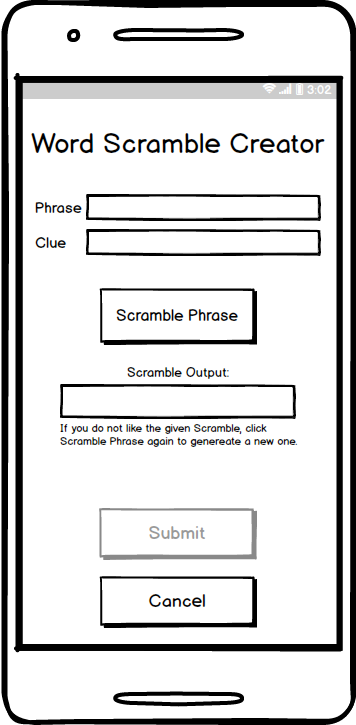 3:02
Word Scramble Creator
Phrase
Clue
Scramble Phrase
Scramble Output:
If you do not like the given Scramble, click
Scramble Phrase again to genereate a new one.
Submit
Cancel